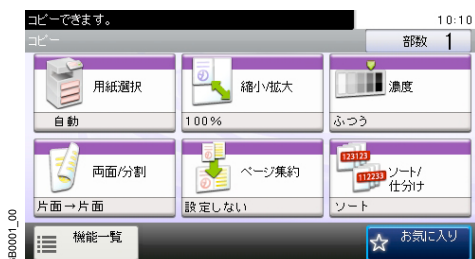 コピーできます。 10:10
コピー 部数 1
用紙選択 縮小/拡大 濃度
自動 100% ふつう
両面/分割 ページ集約 123123 112233 ソート/
仕分け
片面→片面 設定しない ソート
機能一覧 お気に入り
B0001_00